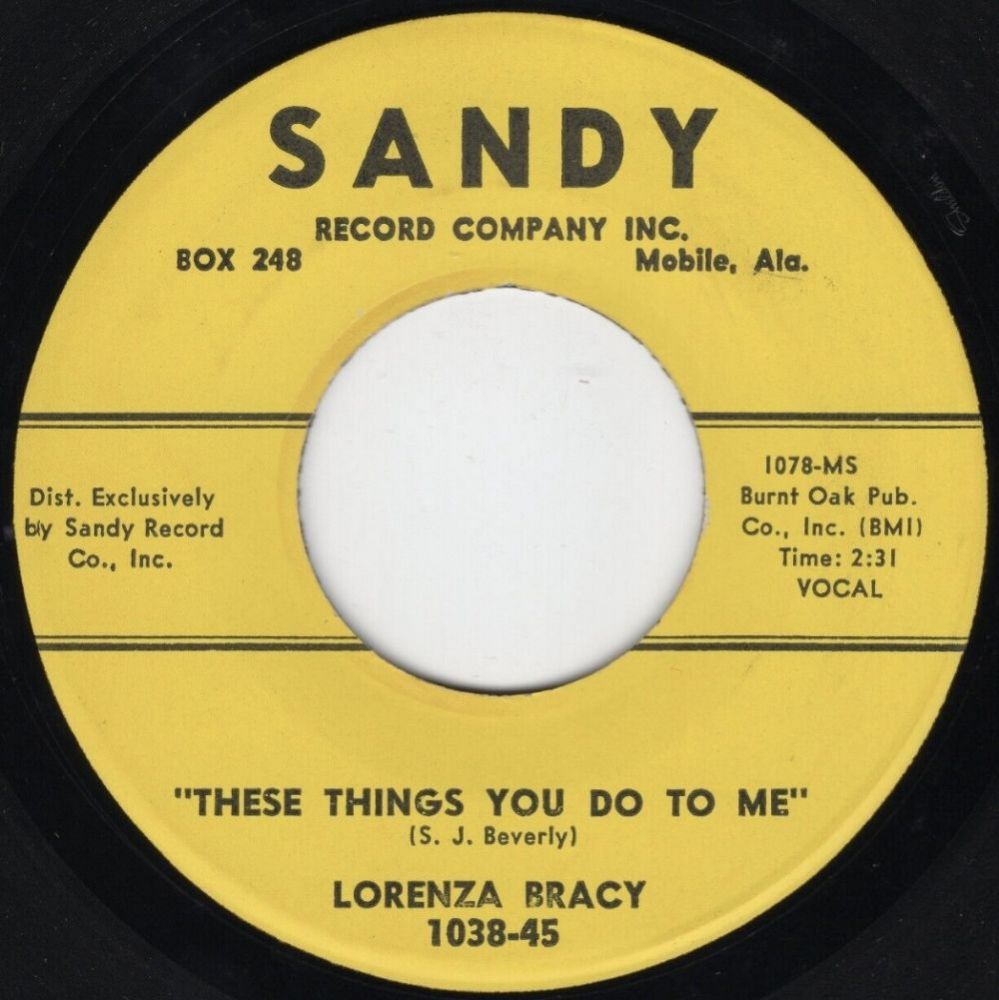 SANDY
RECORD COMPANY INC.
BOX 248 Mobile, Ala.
Dist. Exclusively
by Sandy Record
Co., Inc.
1078-MS
Burnt Oak Pub.
Co., Inc. (BMI)
Time: 2:31
VOCAL
"THESE THINGS YOU DO TO ME"
(S. J. Beverly)
LORENZA BRACY
1038-45